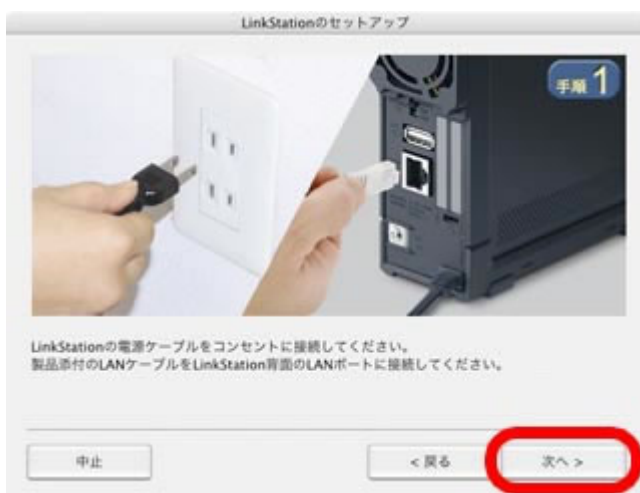 LinkStationのセットアップ
手順 1
LinkStationの電源ケーブルをコンセントに接続してください。
製品添付のLANケーブルをLinkStation背面のLANポートに接続してください。
中止
< 戻る
次へ >